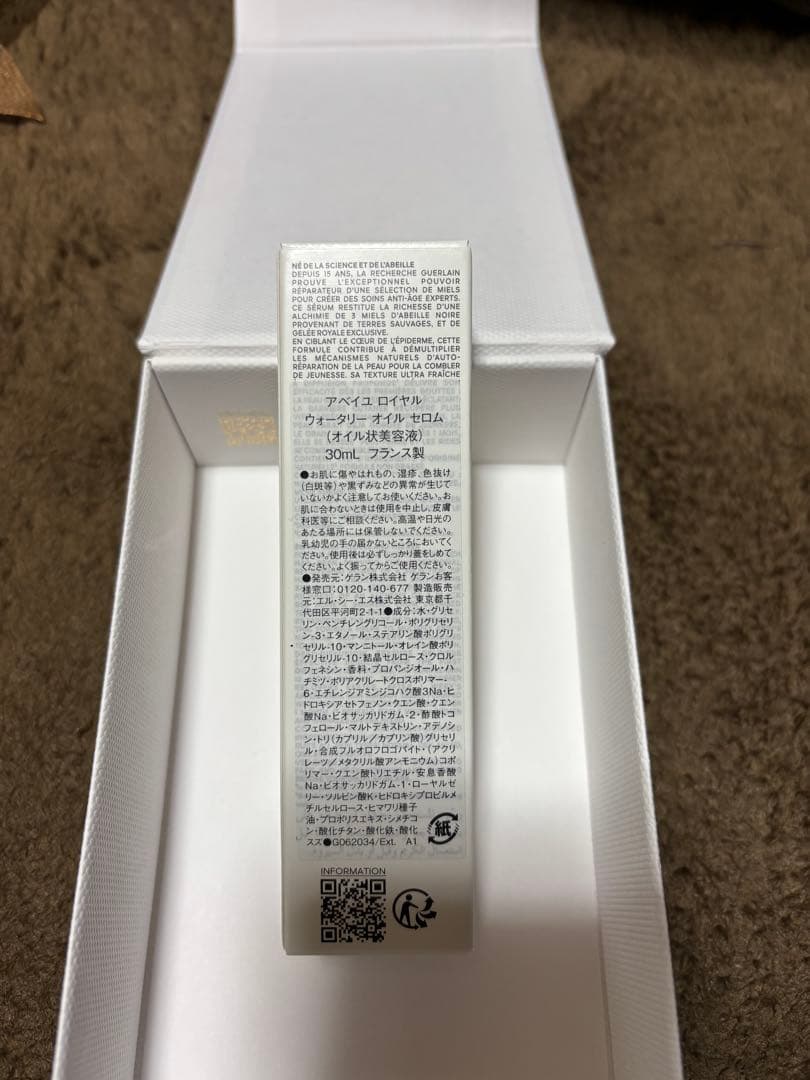 NÉ DE LA SCIENCE ET DE L'ABEILLE
DEPUIS 15 ANS, LA RECHERCHE GUERLAIN
PROUVE L'EXCEPTIONNEL POUVOIR
RÉPARATEUR D'UNE SÉLECTION DE MIELS
POUR CRÉER DES SOINS ANTI-ÂGE EXPERTS.
CE SÉRUM RESTITUE LA RICHESSE D'UNE
ALCHIMIE DE 3 MIELS D'ABEILLE NOIRE
PROVENANT DE TERRES SAUVAGES, ET DE
GELÉE ROYALE EXCLUSIVE.
EN CIBLANT LE CŒUR DE L'ÉPIDERME, CETTE
FORMULE CONTRIBUE À DÉMULTIPLIER
LES MÉCANISMES NATURELS D'AUTO-
RÉPARATION DE LA PEAU POUR LA COMBLER
DE JEUNESSE. SA TEXTURE ULTRA FRAÎCHE
アベイユ ロイヤル
ウォータリー オイル セロム
(オイル状美容液)
30mL フランス製
●お肌に傷やはれもの、湿疹、色抜け
(白斑等)や黒ずみなどの異常が生じて
いないかよく注意してお使いください。お
肌に合わないときは使用を中止し、皮膚
科医等にご相談ください。高温や日光の
あたる場所には保管しないでください。
乳幼児の手の届かないところにおいてく
ださい。使用後は必ずしっかり蓋をしめて
ください。よく振ってからご使用ください。
●発売元:ゲラン株式会社 ゲランお客
様窓口:0120-140-677 製造販売
元:エル・シー・エス株式会社 東京都千
代田区平河町2-1-1●成分:水・グリセ
リン・ペンチレングリコール・ポリグリセリ
ン-3・エタノール・ステアリン酸ポリグリ
セリル-10・マンニトール・オレイン酸ポリ
グリセリル-10・結晶セルロース・クロル
フェネシン・香料・プロパンジオール・ハ
チミツ・ポリアクリレートクロスポリマー-
6・エチレンジアミンジコハク酸3Na・ヒ
ドロキシアセトフェノン・クエン酸・クエン
酸Na・ビオサッカリドガム-2・酢酸トコ
フェロール・マルトデキストリン・アデノシ
ン・トリ(カプリル/カプリン酸)グリセリ
ル・合成フルオロフロゴパイト・(アクリ
レーツ/メタクリル酸アンモニウム)コポ
リマー・クエン酸トリエチル・安息香酸
Na・ビオサッカリドガム-1・ローヤルゼ
リー・ソルビン酸K・ヒドロキシプロピルメ
チルセルロース・ヒマワリ種子
油・プロポリスエキス・シメチコ
ン・酸化チタン・酸化鉄・酸化
スズ●G062034/Ext. A1
紙
INFORMATION